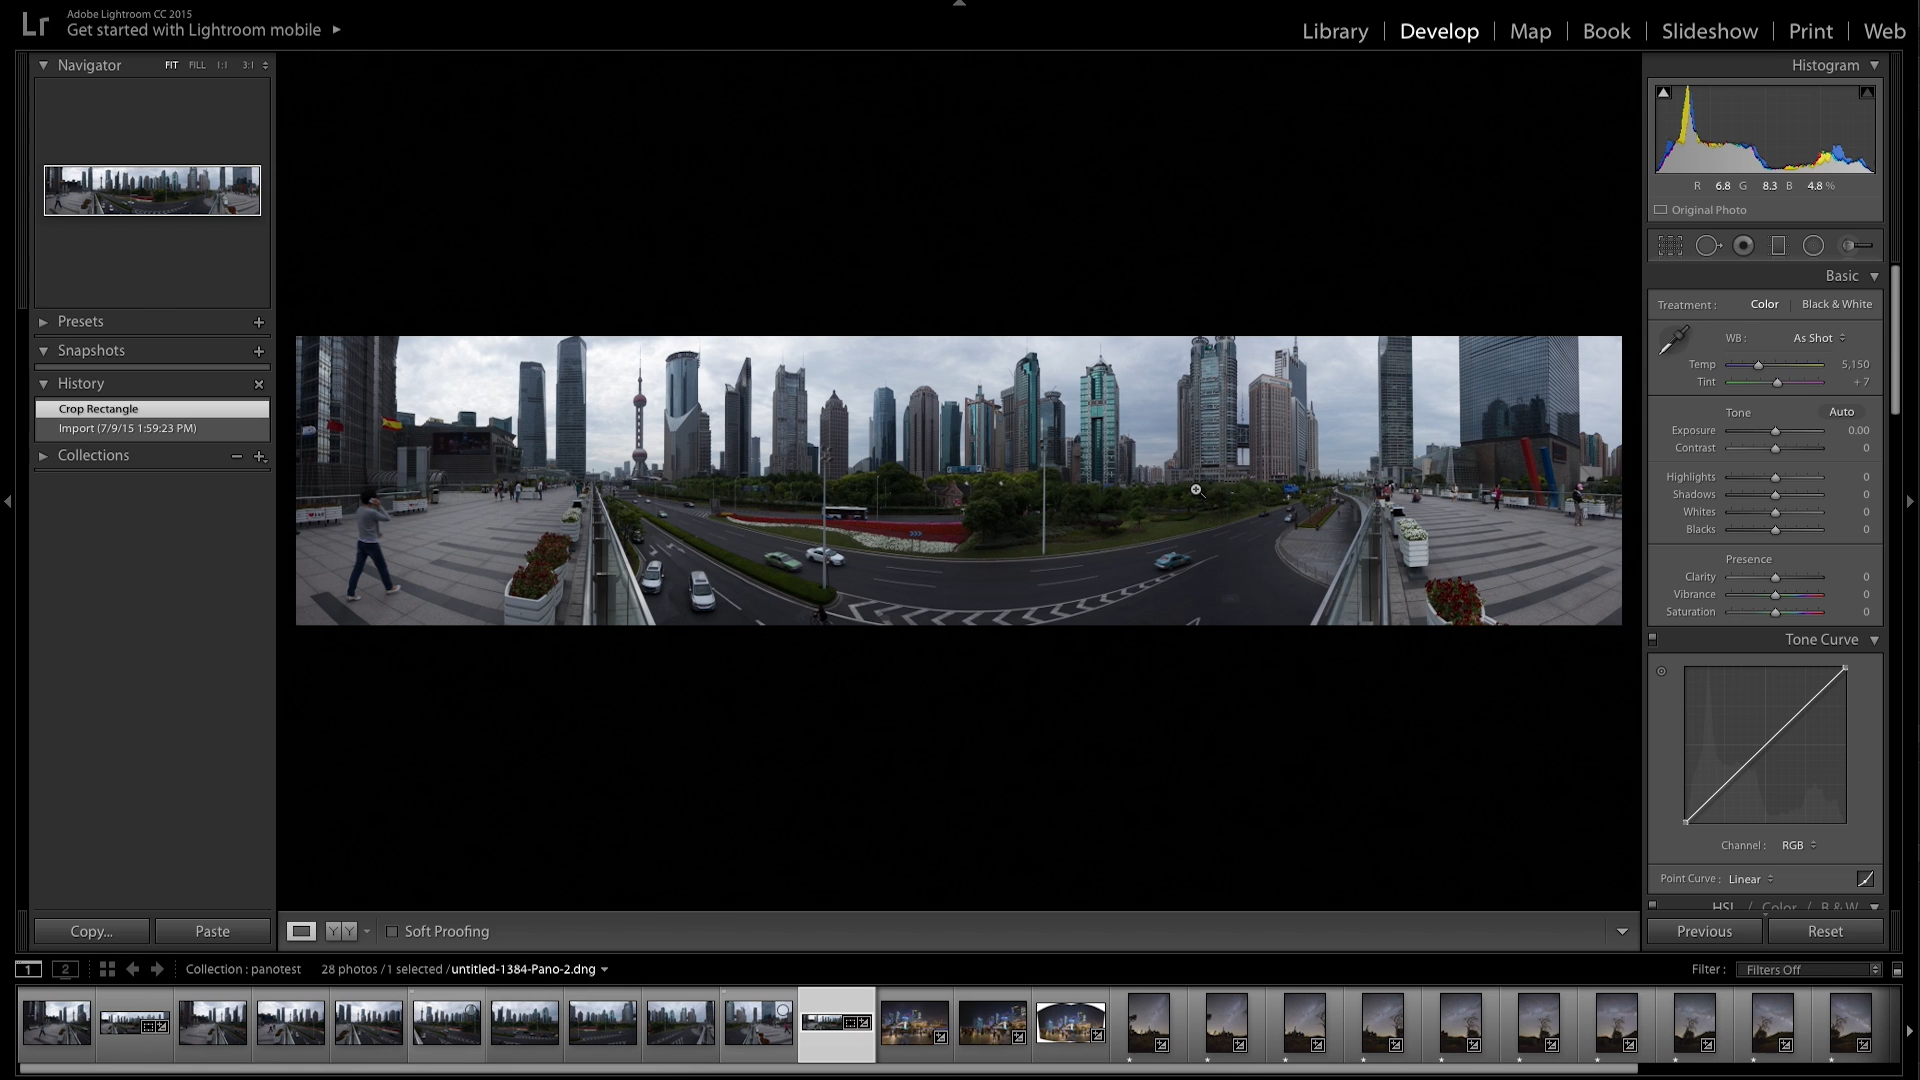 Lr
Adobe Lightroom CC 2015
Get started with Lightroom mobile
Library Develop Map Book Slideshow Print Web
Navigator FIT FILL 1:1 3:1
Presets
Snapshots
History
Crop Rectangle
Import (7/9/15 1:59:23 PM)
Collections
Histogram
R 6.8 G 8.3 B 4.8 %
Original Photo
Basic
Treatment : Color Black & White
WB : As Shot
Temp 5,150
Tint + 7
Tone Auto
Exposure 0.00
Contrast 0
Highlights 0
Shadows 0
Whites 0
Blacks 0
Presence
Clarity 0
Vibrance 0
Saturation 0
Tone Curve
Channel : RGB
Point Curve : Linear
HSL / Color / B & W
Copy... Paste
Y Y Soft Proofing
Previous Reset
1 2 Collection : panotest 28 photos / 1 selected / untitled-1384-Pano-2.dng
Filter : Filters Off